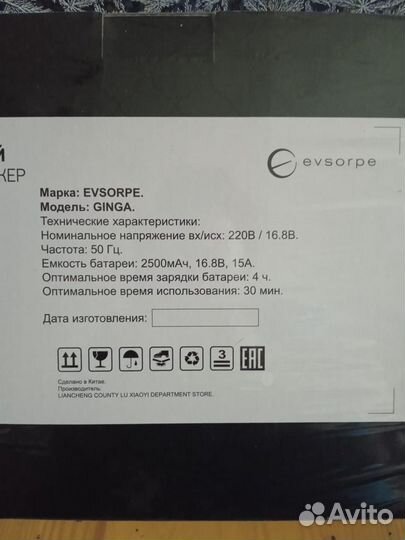 Й
КЕР
evsorpe
Марка: EVSORPE.
Модель: GINGA.
Технические характеристики:
Номинальное напряжение вх/исх: 220В / 16.8В.
Частота: 50 Гц.
Емкость батареи: 2500мАч, 16.8В, 15А.
Оптимальное время зарядки батареи: 4 ч.
Оптимальное время использования: 30 мин.
Дата изготовления:
3
EAC
Сделано в Китае.
Производитель:
LIANCHENG COUNTY LU XIAOYI DEPARTMENT STORE.
Avito